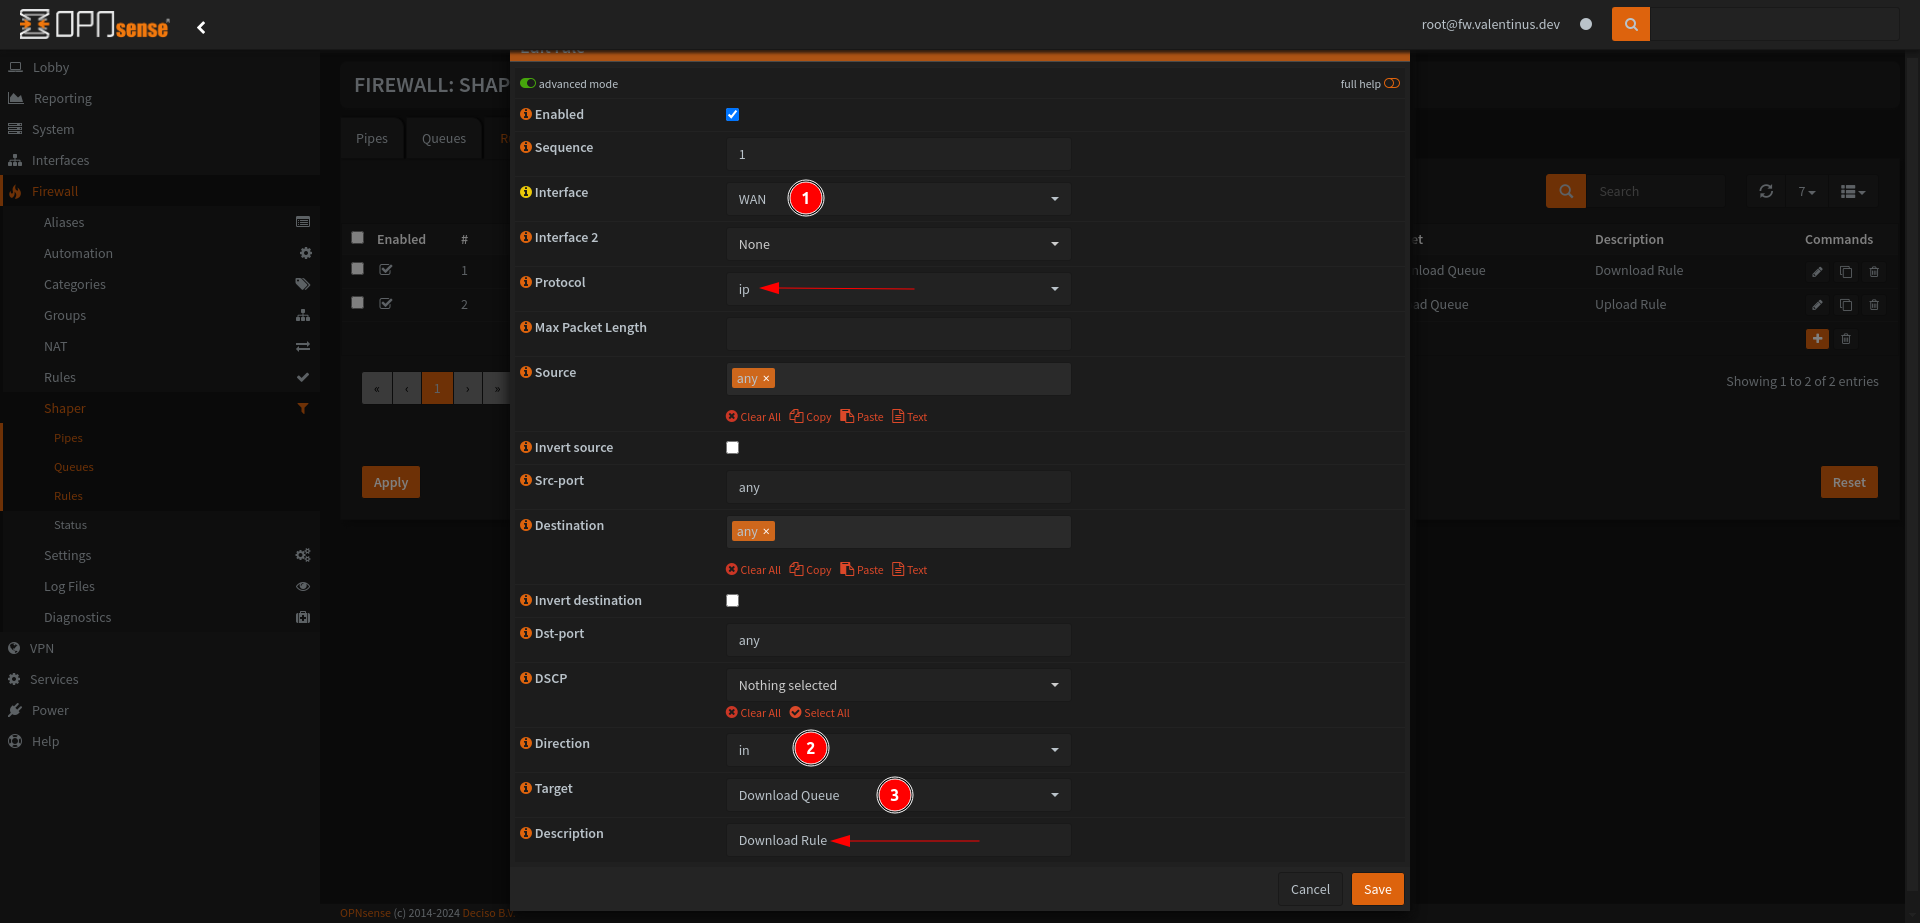 OPNsense
root@fw.valentinus.dev
Lobby
Reporting
System
Interfaces
Firewall
Aliases
Automation
Categories
Groups
NAT
Rules
Shaper
Pipes
Queues
Rules
Status
Settings
Log Files
Diagnostics
VPN
Services
Power
Help
FIREWALL: SHAP
Pipes
Queues
Enabled
#
1
2
« ‹ 1 › »
Apply
Edit rule
advanced mode
full help
Enabled
Sequence
1
Interface
WAN
1
Interface 2
None
Protocol
ip
Max Packet Length
Source
any ×
Clear All Copy Paste Text
Invert source
Src-port
any
Destination
any ×
Clear All Copy Paste Text
Invert destination
Dst-port
any
DSCP
Nothing selected
Clear All Select All
Direction
in
2
Target
Download Queue
3
Description
Download Rule
Cancel
Save
Search
7
et
Description
Commands
nload Queue
Download Rule
ad Queue
Upload Rule
Showing 1 to 2 of 2 entries
Reset
OPNsense (c) 2014-2024 Deciso B.V.